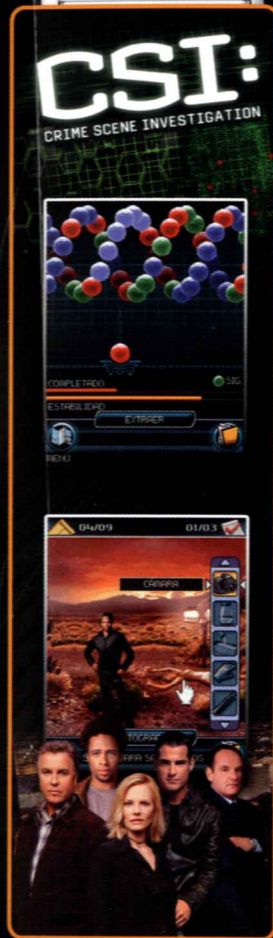 CSI:
CRIME SCENE INVESTIGATION
COMPLETADO
SIG
ESTABILIDAD
EXTRAER
MENU
04/09
01/03
CÁMARA